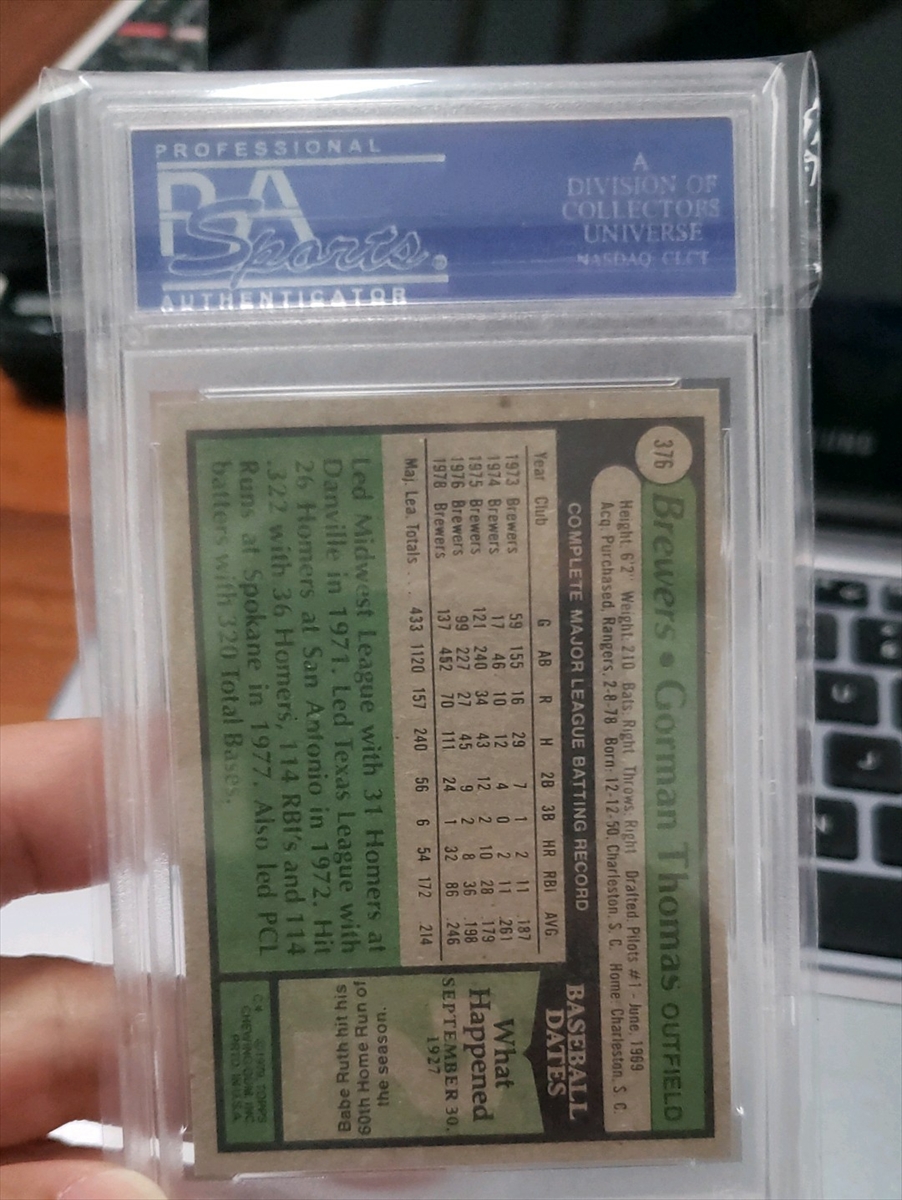 PROFESSIONAL
PSA
Sports®
AUTHENTICATOR
A
DIVISION OF
COLLECTORS
UNIVERSE
NASDAQ CLCT
376
Brewers • Gorman Thomas OUTFIELD
Height: 6'2" Weight: 210 Bats: Right Throws: Right Drafted: Pilots #1 - June, 1969
Acq: Purchased, Rangers, 2-8-78 Born: 12-12-50, Charleston, S. C. Home: Charleston, S. C.
COMPLETE MAJOR LEAGUE BATTING RECORD
Year Club G AB R H 2B 3B HR RBI AVG
1973 Brewers 59 155 16 29 7 1 2 11 .187
1974 Brewers 17 46 10 12 4 0 2 11 .261
1975 Brewers 121 240 34 43 12 2 10 28 .179
1976 Brewers 99 227 27 45 9 2 8 36 .198
1978 Brewers 137 452 70 111 24 1 32 86 .246
Maj. Lea. Totals . . . 433 1120 157 240 56 6 54 172 .214
Led Midwest League with 31 Homers at
Danville in 1971. Led Texas League with
26 Homers at San Antonio in 1972. Hit
.322 with 36 Homers, 114 RBI's and 114
Runs at Spokane in 1977. Also led PCL
batters with 320 Total Bases.
BASEBALL
DATES
What
Happened
SEPTEMBER 30,
1927
Babe Ruth hit his
60th Home Run of
the season.
© 1979 TOPPS
CHEWING GUM, INC.
PRTD. IN U.S.A.